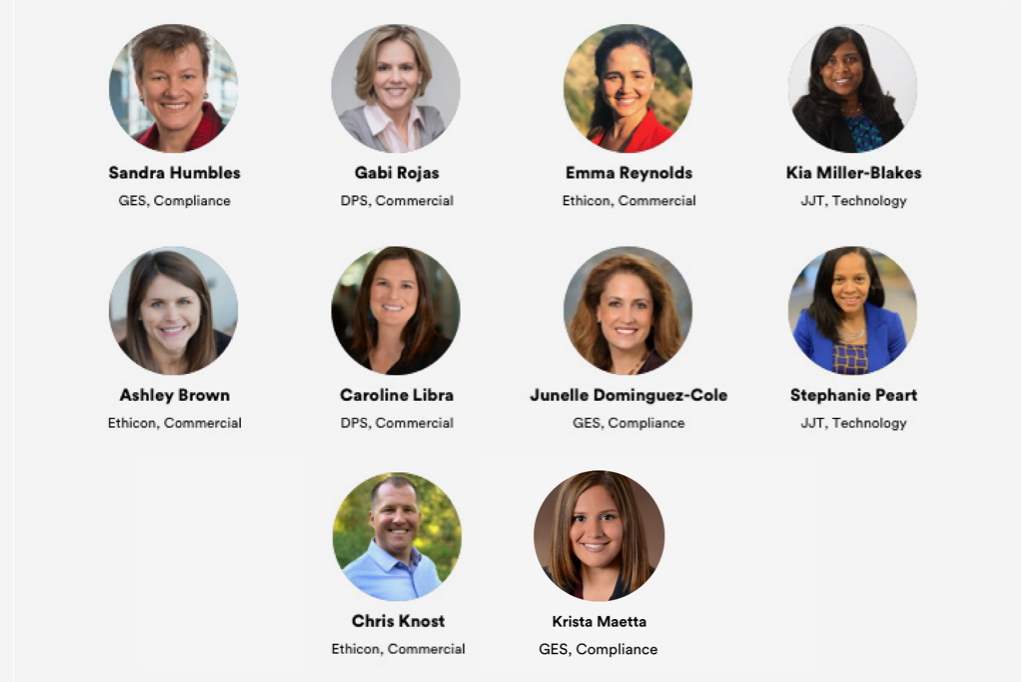 Sandra Humbles
GES, Compliance
Gabi Rojas
DPS, Commercial
Emma Reynolds
Ethicon, Commercial
Kia Miller-Blakes
JJT, Technology
Ashley Brown
Ethicon, Commercial
Caroline Libra
DPS, Commercial
Junelle Dominguez-Cole
GES, Compliance
Stephanie Peart
JJT, Technology
Chris Knost
Ethicon, Commercial
Krista Maetta
GES, Compliance